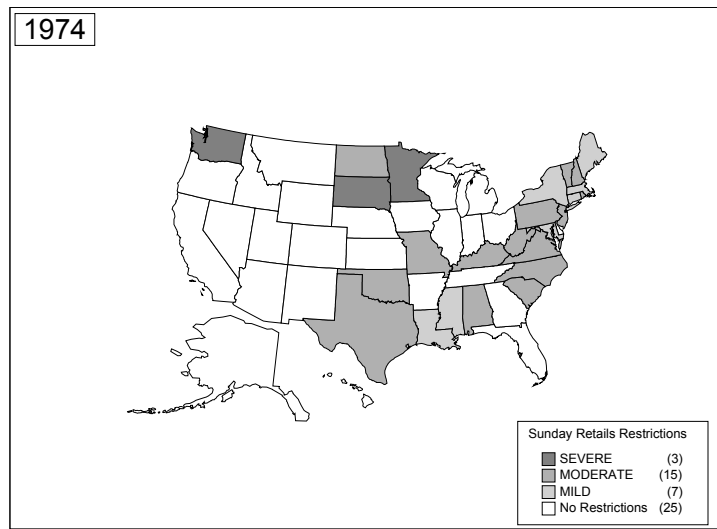 1974
Sunday Retails Restrictions
SEVERE (3)
MODERATE (15)
MILD (7)
No Restrictions (25)